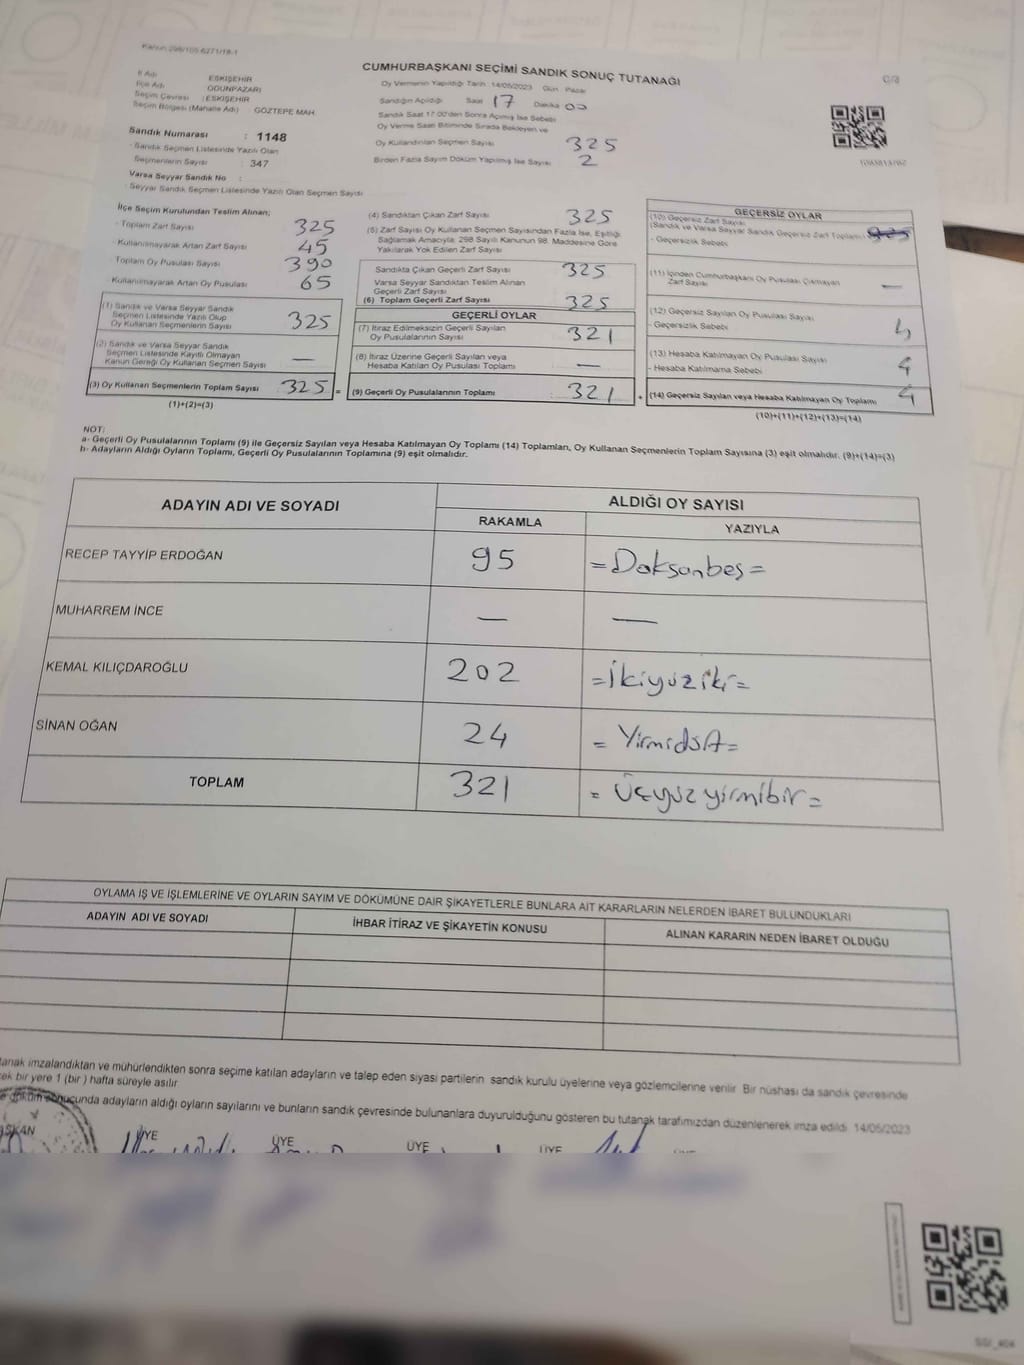 Kanun 298/105-6271/18-1
CUMHURBAŞKANI SEÇİMİ SANDIK SONUÇ TUTANAĞI
İl Adı ESKİŞEHİR
İlçe Adı ODUNPAZARI
Seçim Çevresi : ESKİŞEHİR
Seçim Bölgesi (Mahalle Adı) GÖZTEPE MAH.
Sandık Numarası : 1148
- Sandık Seçmen Listesinde Yazılı Olan
Seçmenlerin Sayısı : 347
Varsa Seyyar Sandık No :
- Seyyar Sandık Seçmen Listesinde Yazılı Olan Seçmen Sayısı
Oy Vermenin Yapıldığı Tarih : 14/05/2023 Gün Pazar
Sandığın Açıldığı Saat 17 Dakika 00
Sandık Saat 17.00'den Sonra Açılmış İse Sebebi
Oy Verme Saati Bitiminde Sırada Bekleyen ve
Oy Kullandırılan Seçmen Sayısı 325
Birden Fazla Sayım Döküm Yapılmış İse Sayısı 2
İlçe Seçim Kurulundan Teslim Alınan;
- Toplam Zarf Sayısı 325
- Kullanılmayarak Artan Zarf Sayısı 45
- Toplam Oy Pusulası Sayısı 390
- Kullanılmayarak Artan Oy Pusulası 65
(1) Sandık ve Varsa Seyyar Sandık
Seçmen Listesinde Yazılı Olup
Oy Kullanan Seçmenlerin Sayısı 325
(2) Sandık ve Varsa Seyyar Sandık
Seçmen Listesinde Kayıtlı Olmayan
Kanun Gereği Oy Kullanan Seçmen Sayısı —
(3) Oy Kullanan Seçmenlerin Toplam Sayısı 325 =
(1)+(2)=(3)
(4) Sandıktan Çıkan Zarf Sayısı 325
(5) Zarf Sayısı Oy Kullanan Seçmen Sayısından Fazla İse, Eşitliği
Sağlamak Amacıyla; 298 Sayılı Kanunun 98. Maddesine Göre
Yakılarak Yok Edilen Zarf Sayısı
Sandıkta Çıkan Geçerli Zarf Sayısı 325
Varsa Seyyar Sandıktan Teslim Alınan
Geçerli Zarf Sayısı
(6) Toplam Geçerli Zarf Sayısı 325
GEÇERLİ OYLAR
(7) İtiraz Edilmeksizin Geçerli Sayılan
Oy Pusulalarının Sayısı 321
(8) İtiraz Üzerine Geçerli Sayılan veya
Hesaba Katılan Oy Pusulası Toplamı —
(9) Geçerli Oy Pusulalarının Toplamı 321 +
GEÇERSİZ OYLAR
(10) Geçersiz Zarf Sayısı
(Sandık ve Varsa Seyyar Sandık Geçersiz Zarf Toplamı)
- Geçersizlik Sebebi
(11) İçinden Cumhurbaşkanı Oy Pusulası Çıkmayan
Zarf Sayısı —
(12) Geçersiz Sayılan Oy Pusulası Sayısı
- Geçersizlik Sebebi
(13) Hesaba Katılmayan Oy Pusulası Sayısı 4
- Hesaba Katılmama Sebebi
(14) Geçersiz Sayılan veya Hesaba Katılmayan Oy Toplamı 4
(10)+(11)+(12)+(13)=(14)
NOT:
a- Geçerli Oy Pusulalarının Toplamı (9) ile Geçersiz Sayılan veya Hesaba Katılmayan Oy Toplamı (14) Toplamları, Oy Kullanan Seçmenlerin Toplam Sayısına (3) eşit olmalıdır. (9)+(14)=(3)
b- Adayların Aldığı Oyların Toplamı, Geçerli Oy Pusulalarının Toplamına (9) eşit olmalıdır.
ADAYIN ADI VE SOYADI ALDIĞI OY SAYISI
RAKAMLA YAZIYLA
RECEP TAYYİP ERDOĞAN 95 =Doksanbeş=
MUHARREM İNCE — —
KEMAL KILIÇDAROĞLU 202 =İkiyüziki=
SİNAN OĞAN 24 =Yirmidört=
TOPLAM 321 =Üçyüzyirmibir=
OYLAMA İŞ VE İŞLEMLERİNE VE OYLARIN SAYIM VE DÖKÜMÜNE DAİR ŞİKAYETLERLE BUNLARA AİT KARARLARIN NELERDEN İBARET BULUNDUKLARI
ADAYIN ADI VE SOYADI İHBAR İTİRAZ VE ŞİKAYETİN KONUSU ALINAN KARARIN NEDEN İBARET OLDUĞU
tanak imzalandıktan ve mühürlendikten sonra seçime katılan adayların ve talep eden siyasi partilerin sandık kurulu üyelerine veya gözlemcilerine verilir. Bir nüshası da sandık çevresinde
ek bir yere 1 (bir) hafta süreyle asılır
döküm sonucunda adayların aldığı oyların sayılarını ve bunların sandık çevresinde bulunanlara duyurulduğunu gösteren bu tutanak tarafımızdan düzenlenerek imza edildi. 14/05/2023
AŞKAN ÜYE ÜYE ÜYE ÜYE